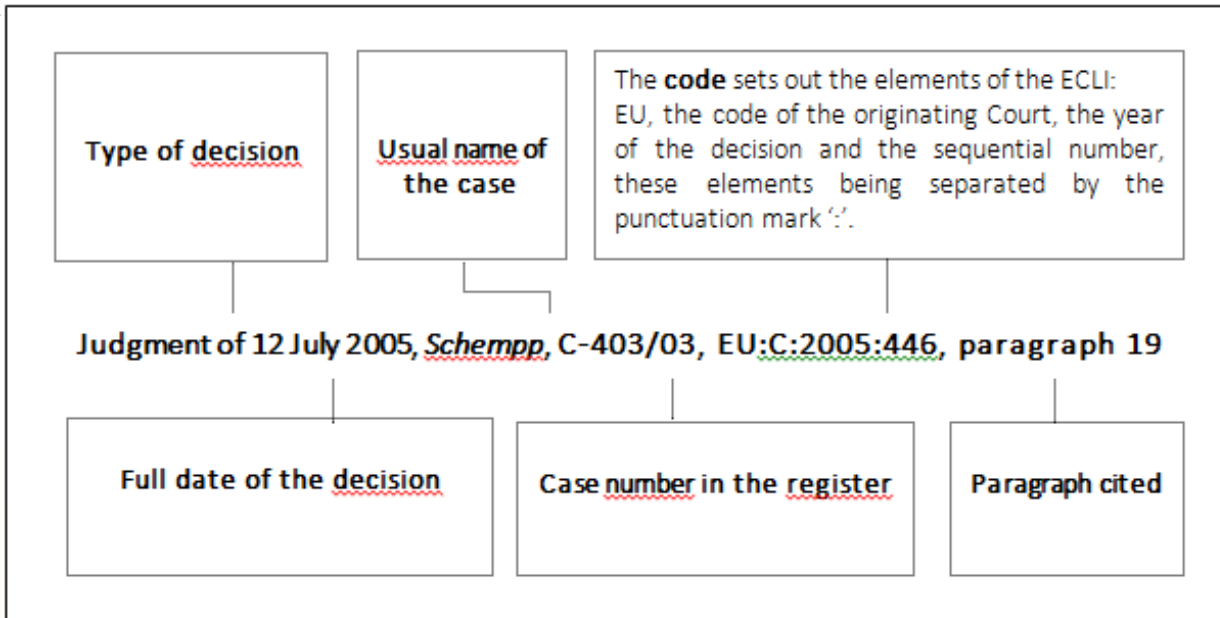 Type of decision
Usual name of
the case
The code sets out the elements of the ECLI:
EU, the code of the originating Court, the year
of the decision and the sequential number,
these elements being separated by the
punctuation mark ‘:’.
Judgment of 12 July 2005, Schempp, C-403/03, EU:C:2005:446, paragraph 19
Full date of the decision
Case number in the register
Paragraph cited